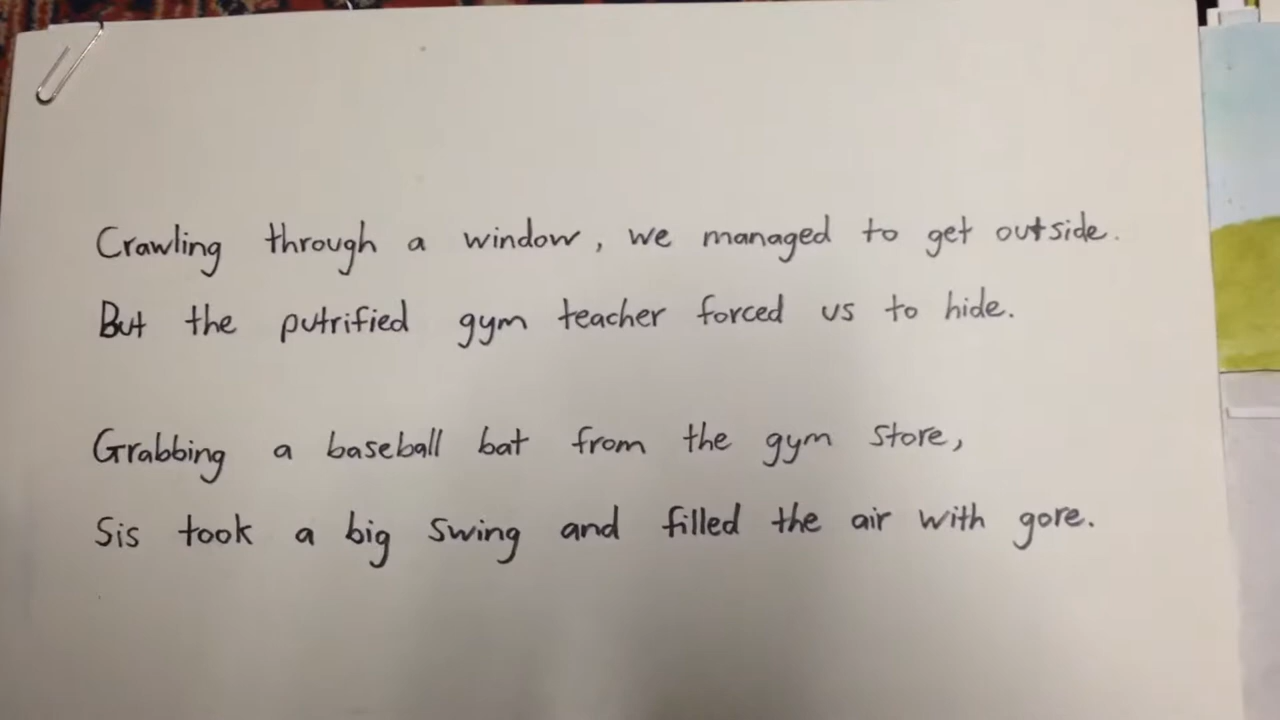 Crawling through a window, we managed to get outside.
But the putrified gym teacher forced us to hide.
Grabbing a baseball bat from the gym store,
Sis took a big swing and filled the air with gore.